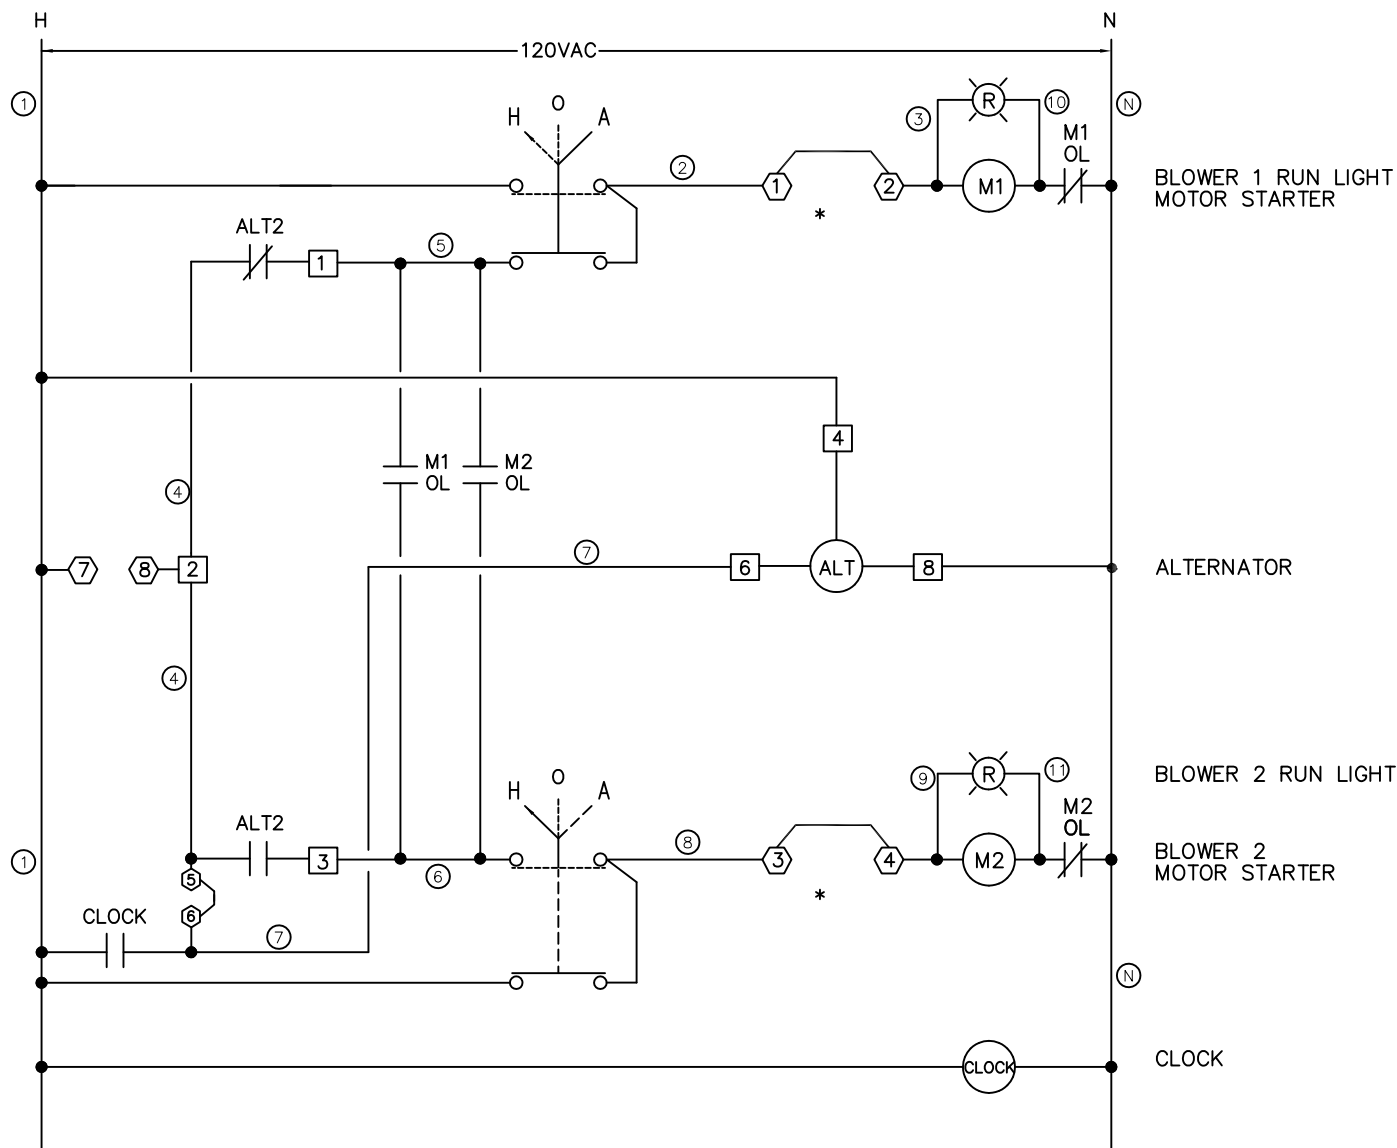 H
N
120VAC
1
H
O
A
3
R
10
N
M1
OL
2
1
2
M1
*
BLOWER 1 RUN LIGHT
MOTOR STARTER
ALT2
1
5
4
M1
OL
M2
OL
4
7
8
2
7
6
ALT
8
ALTERNATOR
4
H
O
A
9
R
11
BLOWER 2 RUN LIGHT
M2
OL
ALT2
1
3
6
8
3
4
M2
*
BLOWER 2
MOTOR STARTER
5
6
CLOCK
7
N
CLOCK
CLOCK